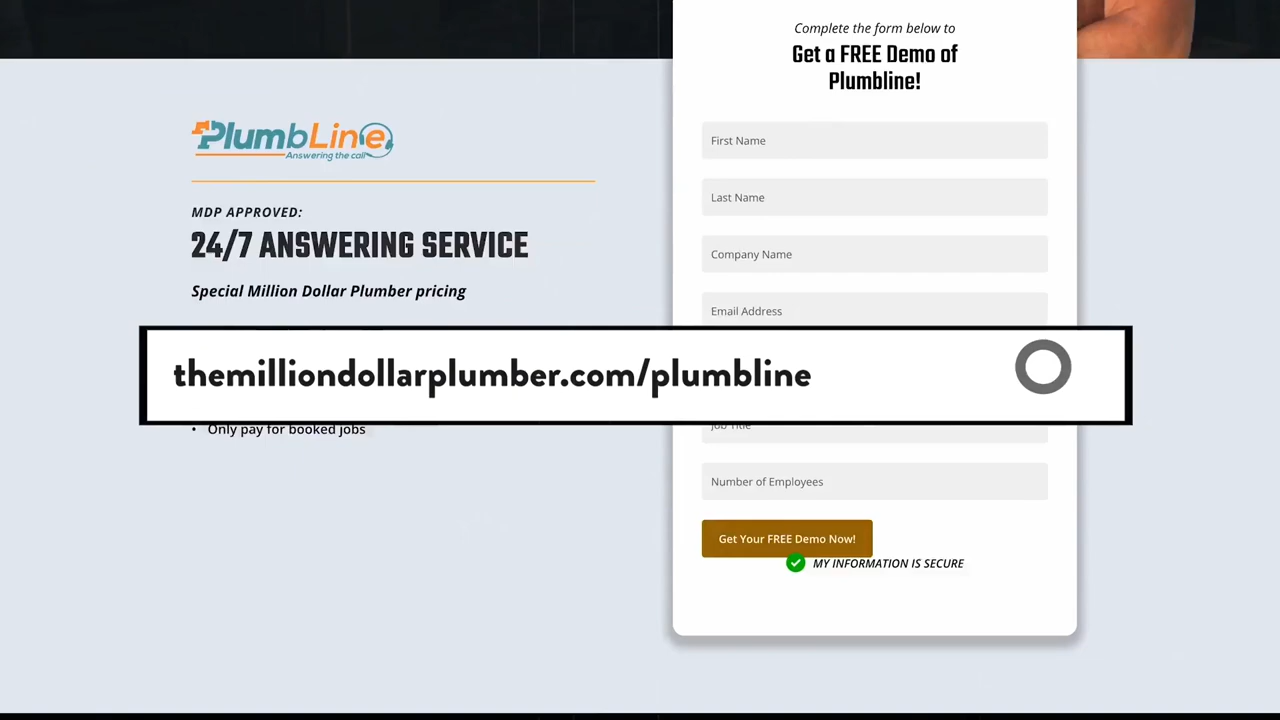 PlumbLine
Answering the call
MDP APPROVED:
24/7 ANSWERING SERVICE
Special Million Dollar Plumber pricing
• Only pay for booked jobs
Complete the form below to
Get a FREE Demo of
Plumbline!
First Name
Last Name
Company Name
Email Address
themilliondollarplumber.com/plumbline
Job Title
Number of Employees
Get Your FREE Demo Now!
MY INFORMATION IS SECURE